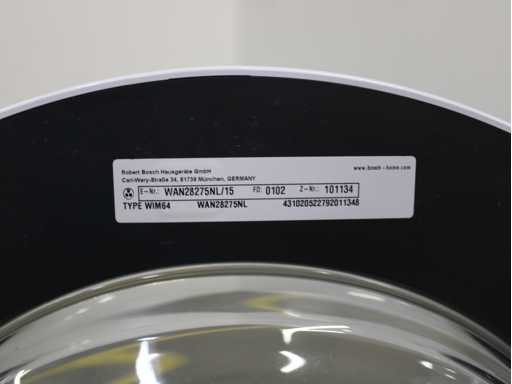 Robert Bosch Hausgeräte GmbH www.bosch-home.com
Carl-Wery-Straße 34, 81739 München, GERMANY
E-Nr.: WAN28275NL/15 FD: 0102 Z-Nr.: 101134
TYPE WIM64 WAN28275NL 431020522792011348